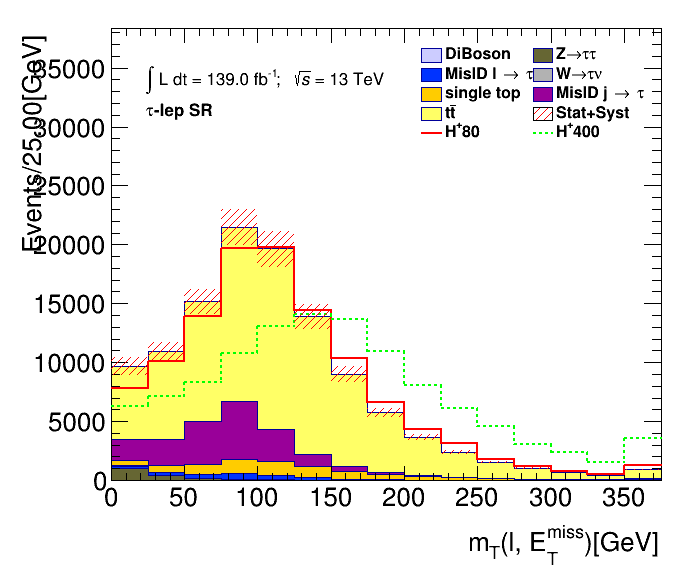 Events/25.00[GeV]
35000
30000
25000
20000
15000
10000
5000
0
∫ L dt = 139.0 fb⁻¹; √s = 13 TeV
τ-lep SR
DiBoson Z→ττ
MisID l → τ W→τν
single top MisID j → τ
tt̄ Stat+Syst
H⁺80 H⁺400
0 50 100 150 200 250 300 350
m_T(l, E_T^miss)[GeV]